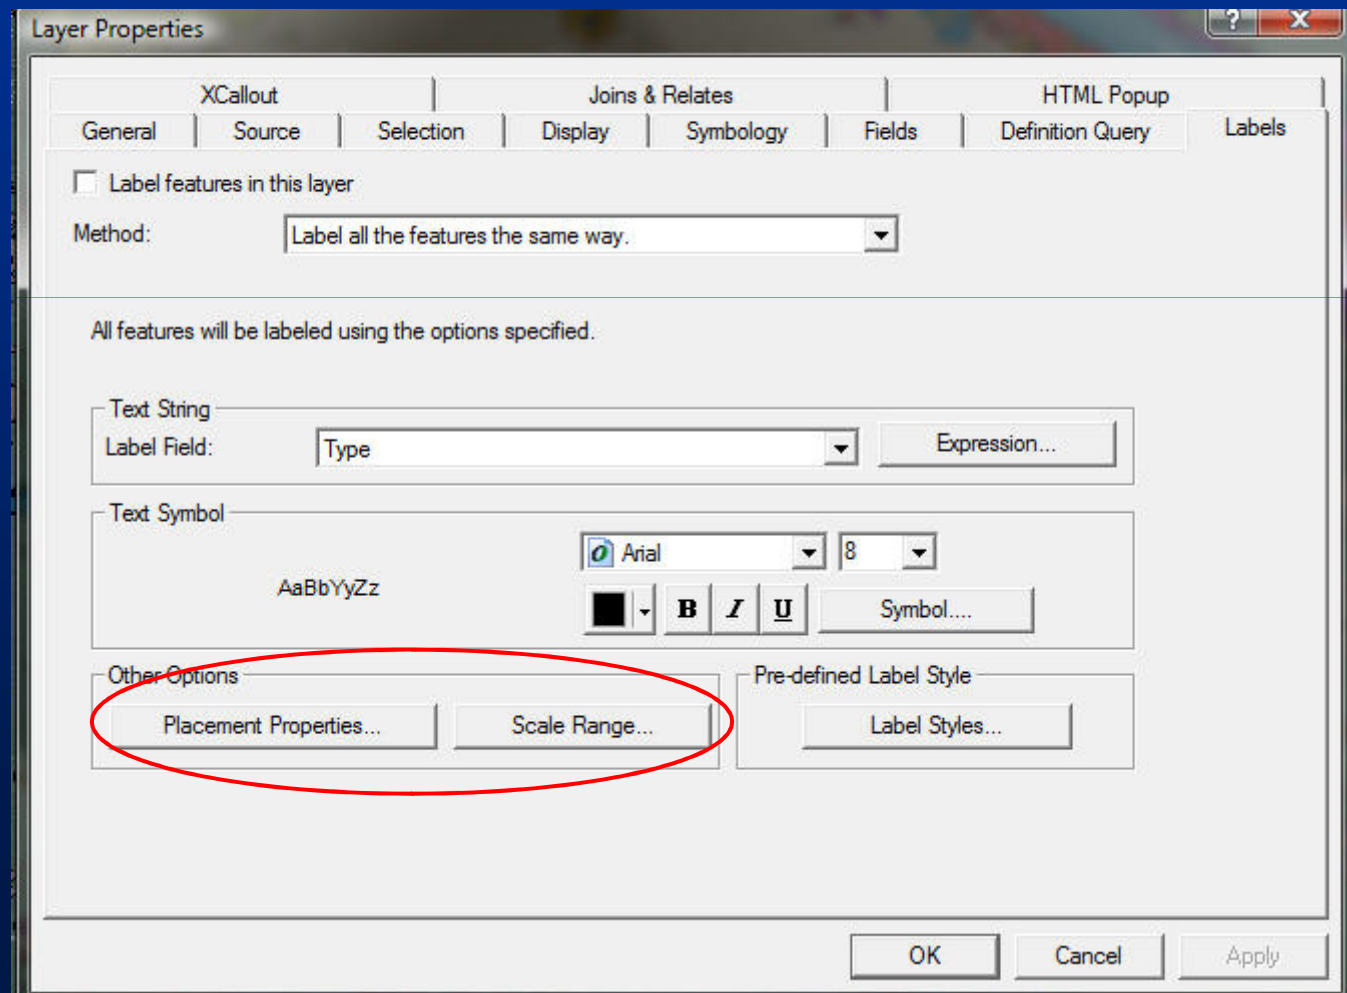 Layer Properties ? X
XCallout Joins & Relates HTML Popup
General Source Selection Display Symbology Fields Definition Query Labels
Label features in this layer
Method: Label all the features the same way.
All features will be labeled using the options specified.
Text String
Label Field: Type Expression...
Text Symbol
AaBbYyZz
O Arial 8
B I U Symbol....
Other Options Pre-defined Label Style
Placement Properties... Scale Range... Label Styles...
OK Cancel Apply